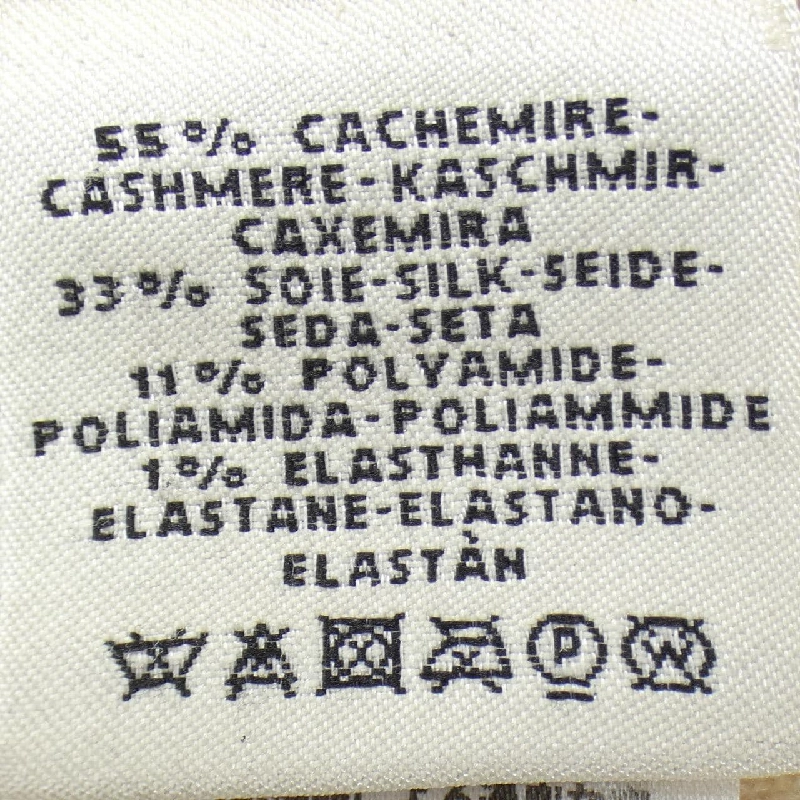 55% CACHEMIRE-
CASHMERE-KASCHMIR-
CAXEMIRA
33% SOIE-SILK-SEIDE-
SEDA-SETA
11% POLYAMIDE-
POLIAMIDA-POLIAMMIDE
1% ELASTHANNE-
ELASTANE-ELASTANO-
ELASTÀN
P W